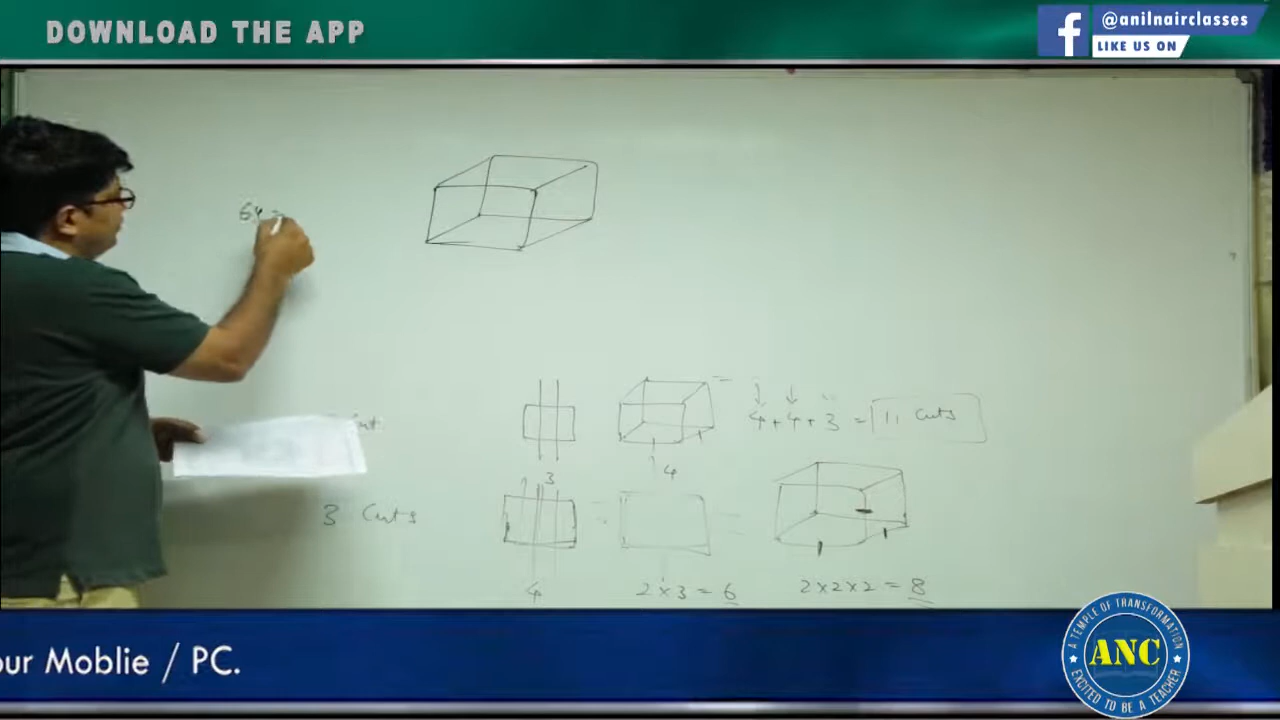 DOWNLOAD THE APP
@anilnairclasses
LIKE US ON
64 =
4 + 4 + 3 = 11 Cuts
4
3
3 Cuts
4
2 x 3 = 6
2 x 2 x 2 = 8
our Moblie / PC.
A TEMPLE OF TRANSFORMATION
ANC
EXCITED TO BE A TEACHER